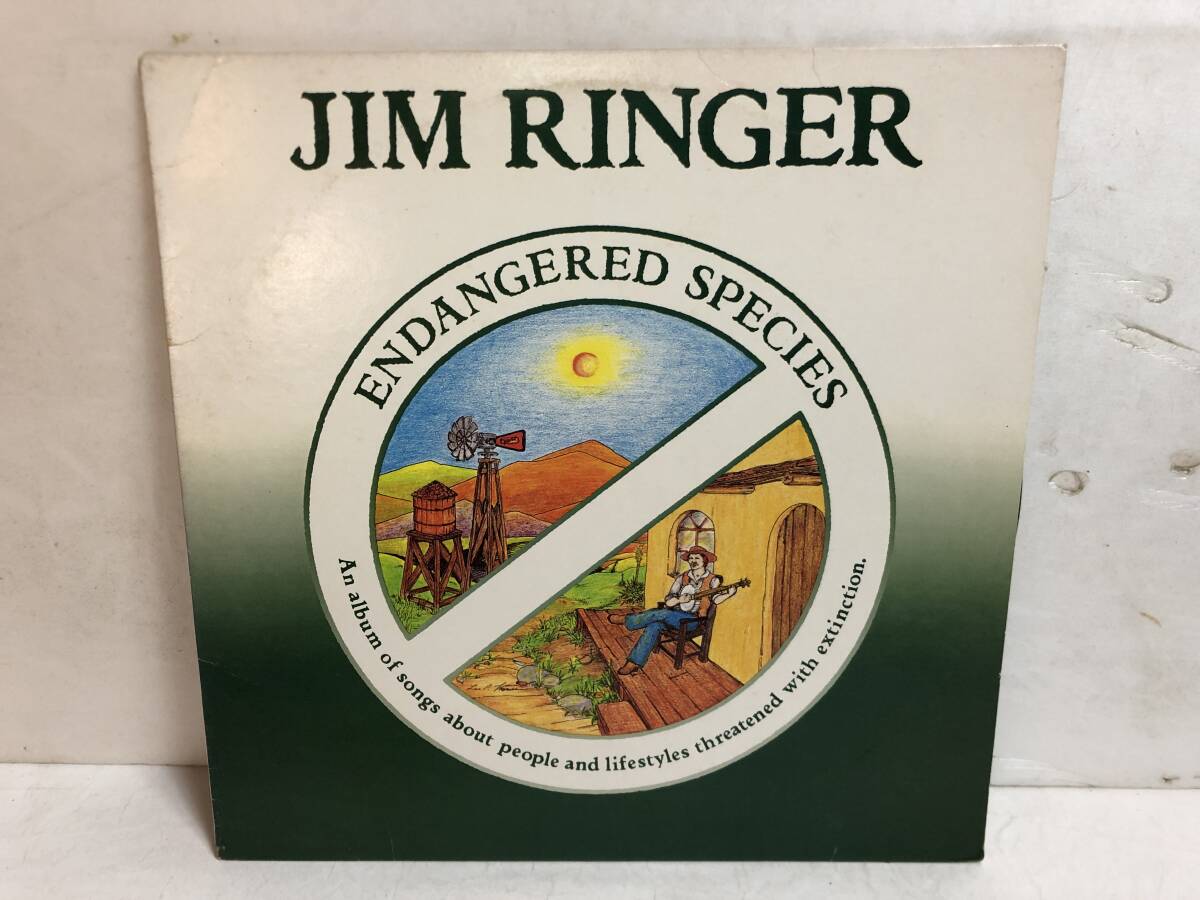 JIM RINGER
ENDANGERED SPECIES
An album of songs about people and lifestyles threatened with extinction.